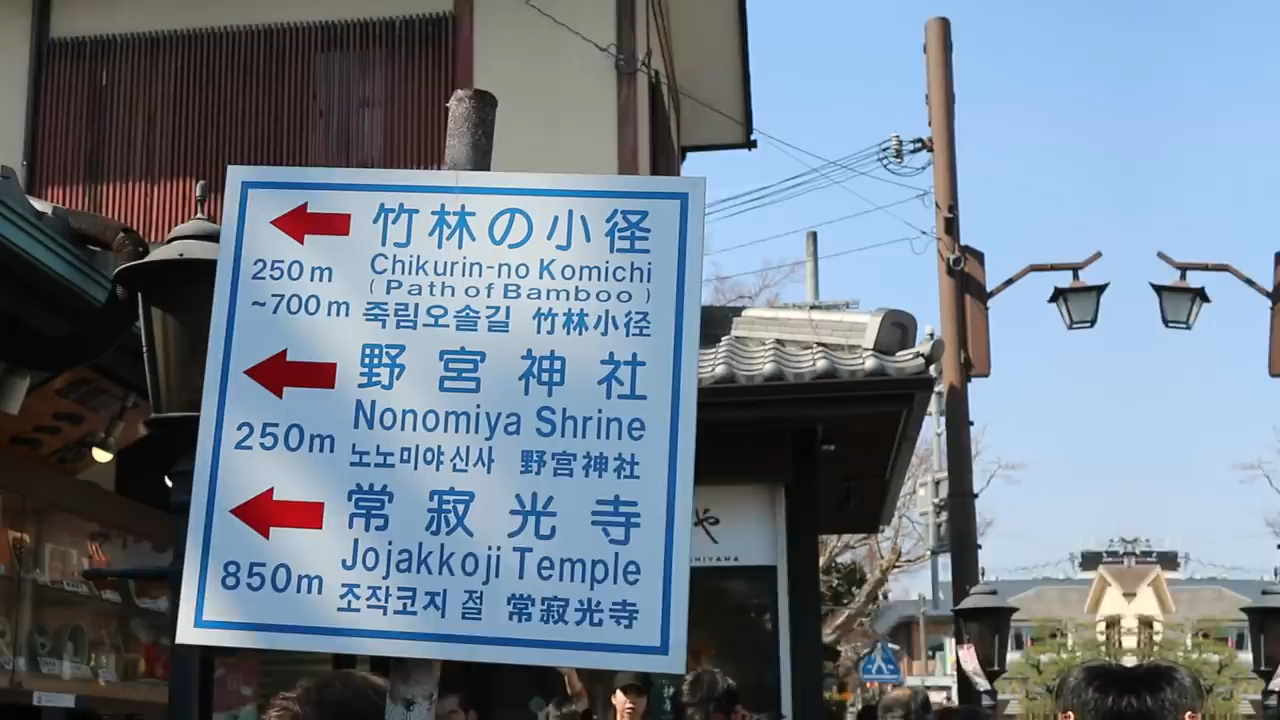 竹林の小径
250m
~700m
Chikurin-no Komichi
(Path of Bamboo)
죽림오솔길 竹林小径
野宮神社
250m
Nonomiya Shrine
노노미야신사 野宮神社
常寂光寺
850m
Jojakkoji Temple
조작코지 절 常寂光寺
や
HIYAMA